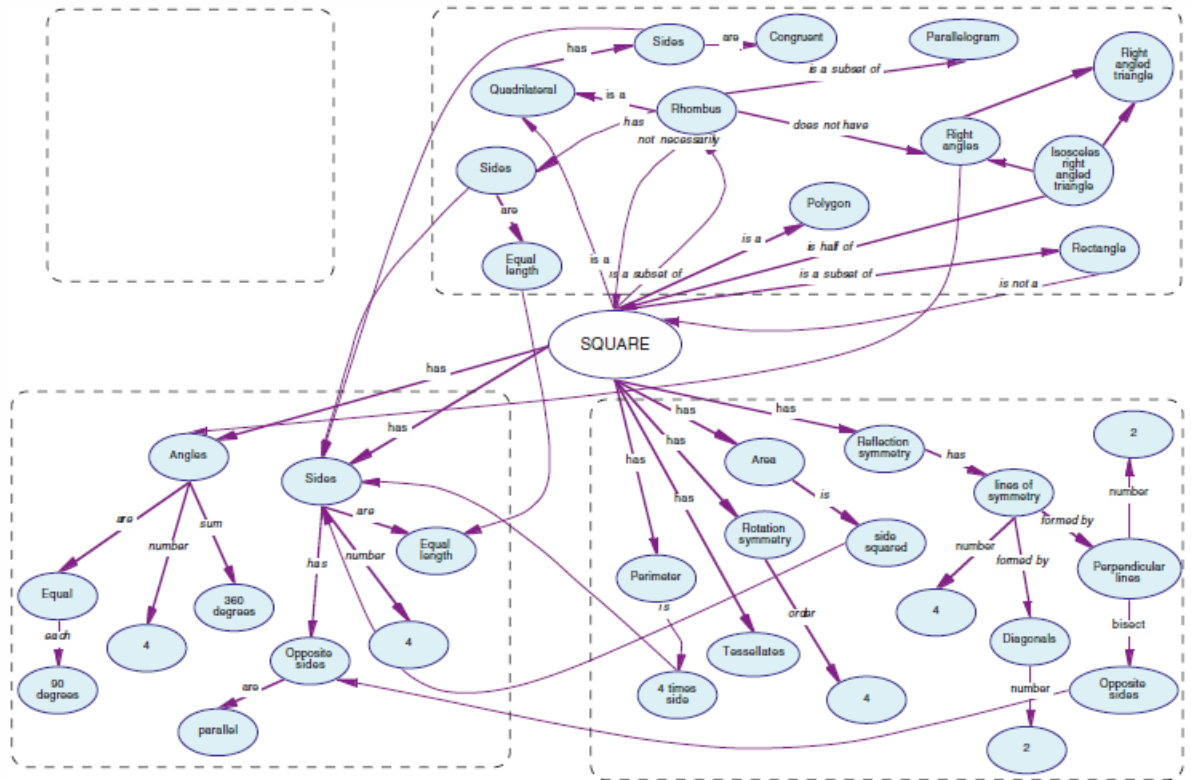 Sides
are
Congruent
Parallelogram
Right
angled
triangle
has
is a subset of
Quadrilateral
is a
Rhombus
has
does not have
Right
angles
not necessarily
Isosceles
right
angled
triangle
Sides
are
Polygon
is a
is half of
Rectangle
Equal
length
is a
is a subset of
is a subset of
is not a
SQUARE
has
has
has
has
has
has
has
Angles
Sides
Area
Reflection
symmetry
has
2
lines of
symmetry
number
are
number
sum
are
Equal
length
has
number
is
Rotation
symmetry
side
squared
number
formed by
formed by
Perpendicular
lines
Equal
360
degrees
Perimeter
is
order
4
Diagonals
bisect
each
4
4
Opposite
sides
Tessellates
90
degrees
are
4 times
side
4
number
Opposite
sides
parallel
2